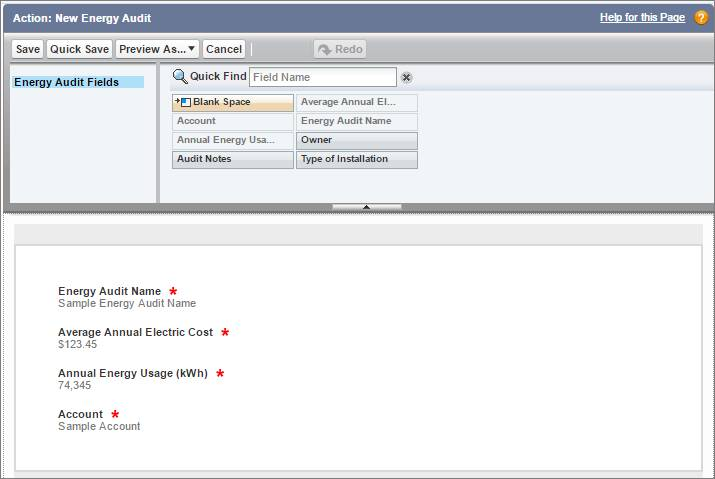 Action: New Energy Audit Help for this Page ?
Save Quick Save Preview As... Cancel Redo
Energy Audit Fields
Quick Find Field Name
Blank Space Average Annual El...
Account Energy Audit Name
Annual Energy Usa... Owner
Audit Notes Type of Installation
Energy Audit Name *
Sample Energy Audit Name
Average Annual Electric Cost *
$123.45
Annual Energy Usage (kWh) *
74,345
Account *
Sample Account